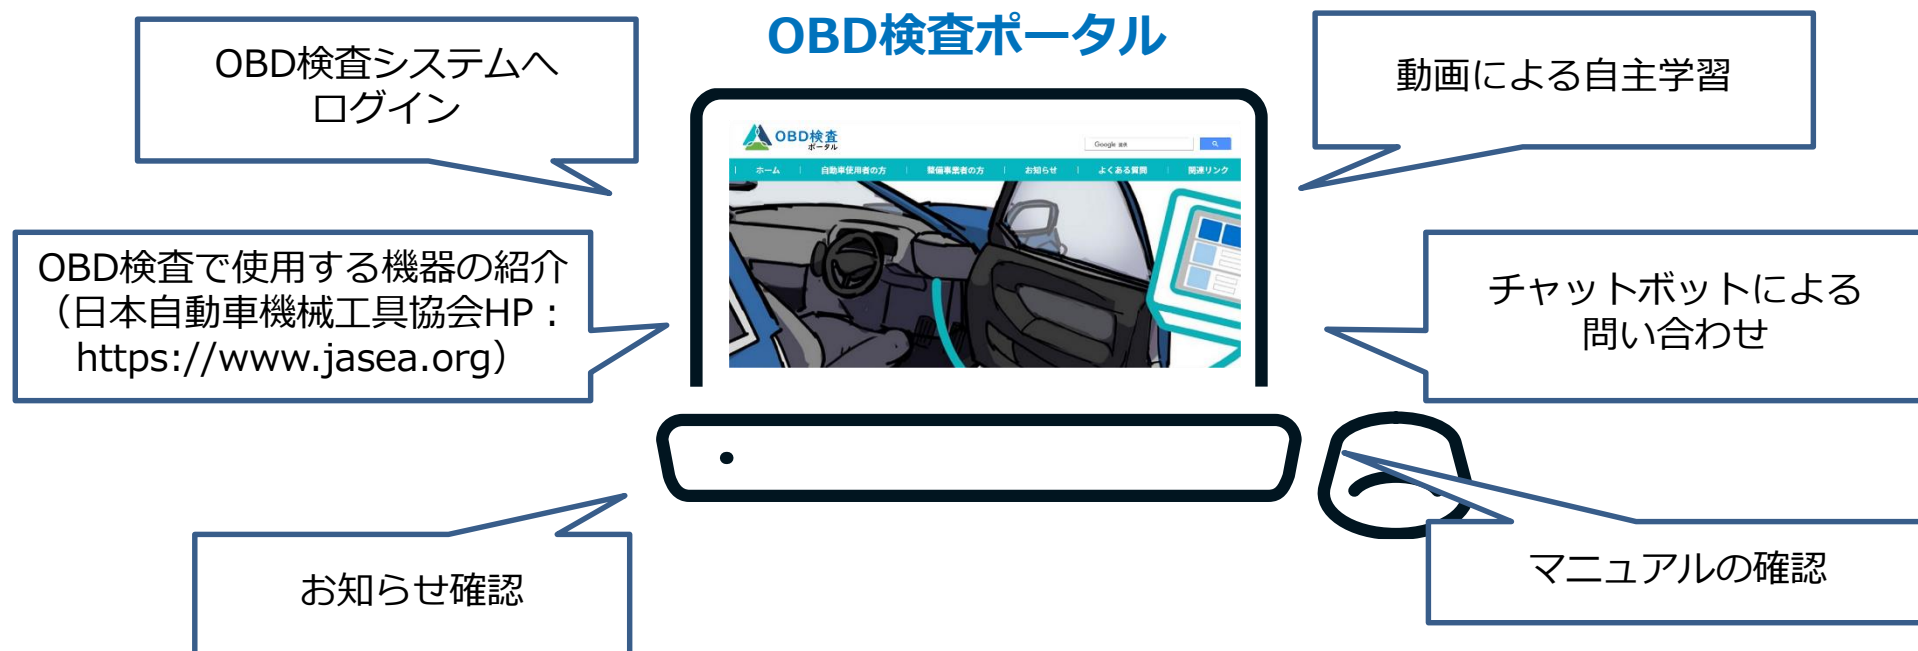 OBD検査ポータル
OBD検査システムへ
ログイン
動画による自主学習
OBD検査
ポータル
Google 提供
ホーム
自動車使用者の方
整備事業者の方
お知らせ
よくある質問
関連リンク
OBD検査で使用する機器の紹介
（日本自動車機械工具協会HP：
https://www.jasea.org）
チャットボットによる
問い合わせ
お知らせ確認
マニュアルの確認